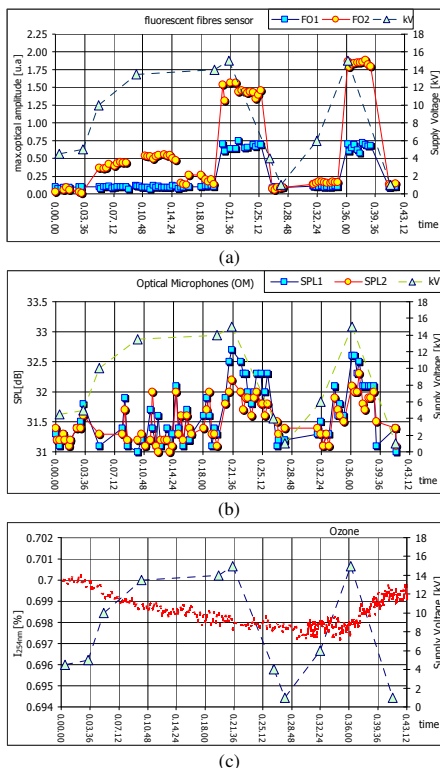 fluorescent fibres sensor
FO1 FO2 kV
max.optical amplitude [u.a]
2.25
2.00
1.75
1.50
1.25
1.00
0.75
0.50
0.25
0.00
18
16
14
12
10
8
6
4
2
0
Supply Voltage [kV]
0.00.00 0.03.36 0.07.12 0.10.48 0.14.24 0.18.00 0.21.36 0.25.12 0.28.48 0.32.24 0.36.00 0.39.36 0.43.12
time
(a)
Optical Microphones (OM)
SPL1 SPL2 kV
SPL[dB]
33.5
33
32.5
32
31.5
31
18
16
14
12
10
8
6
4
2
0
Supply Voltage [kV]
0.00.00 0.03.36 0.07.12 0.10.48 0.14.24 0.18.00 0.21.36 0.25.12 0.28.48 0.32.24 0.36.00 0.39.36 0.43.12
time
(b)
Ozone
I254nm [%]
0.702
0.701
0.7
0.699
0.698
0.697
0.696
0.695
0.694
18
16
14
12
10
8
6
4
2
0
Supply Voltage [kV]
0.00.00 0.03.36 0.07.12 0.10.48 0.14.24 0.18.00 0.21.36 0.25.12 0.28.48 0.32.24 0.36.00 0.39.36 0.43.12
time
(c)